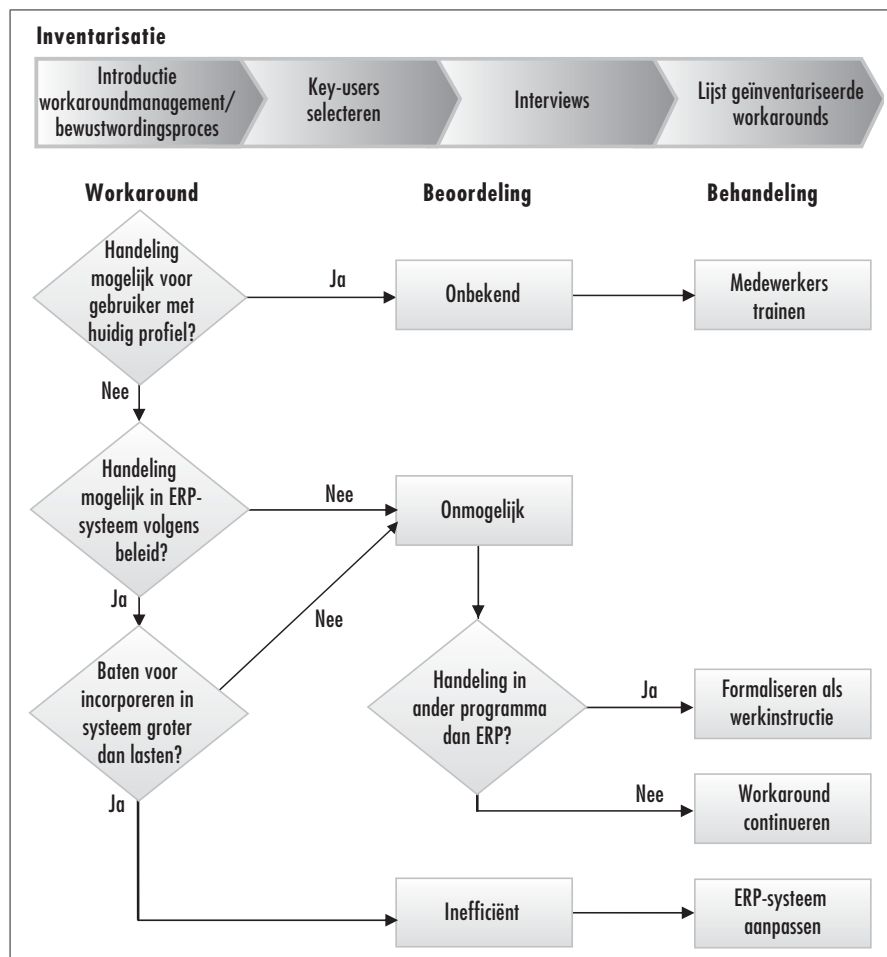 Inventarisatie
Introductie
workaroundmanagement/
bewustwordingsproces
Key-users
selecteren
Interviews
Lijst geïnventariseerde
workarounds
Workaround
Beoordeling
Behandeling
Handeling
mogelijk voor
gebruiker met
huidig profiel?
Ja
Onbekend
Medewerkers
trainen
Nee
Handeling
mogelijk in ERP-
systeem volgens
beleid?
Nee
Onmogelijk
Ja
Nee
Baten voor
incorporeren in
systeem groter
dan lasten?
Handeling in
ander programma
dan ERP?
Ja
Formaliseren als
werkinstructie
Ja
Nee
Workaround
continueren
Inefficiënt
ERP-systeem
aanpassen